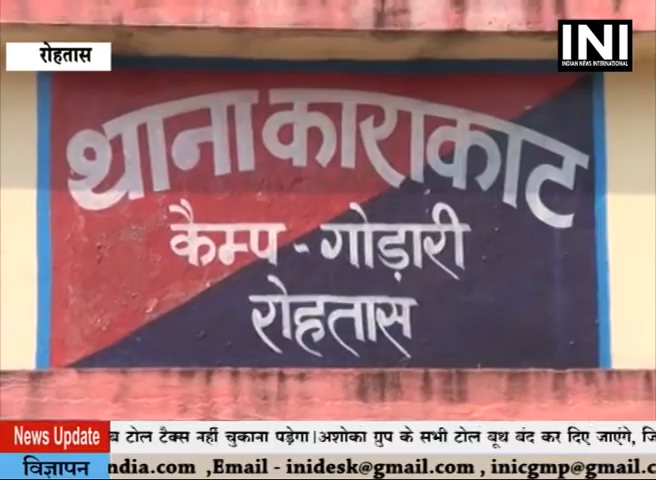 रोहतास
INI
INDIAN NEWS INTERNATIONAL
थाना काराकाट
कैम्प - गोड़ारी
रोहतास
News Update
ब टोल टैक्स नहीं चुकाना पड़ेगा।अशोका ग्रुप के सभी टोल बूथ बंद कर दिए जाएंगे, जि
विज्ञापन
ndia.com ,Email - inidesk@gmail.com , inicgmp@gmail.c